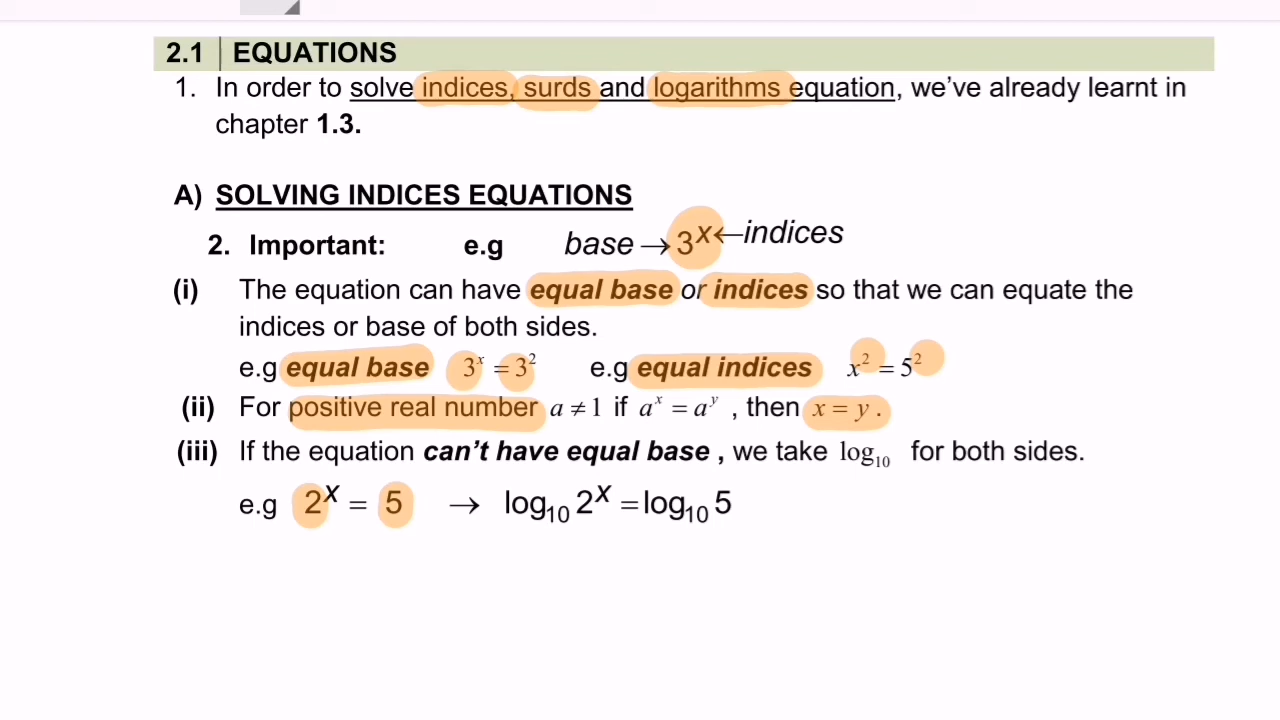 2.1 EQUATIONS
1. In order to solve indices, surds and logarithms equation, we’ve already learnt in
chapter 1.3.
A) SOLVING INDICES EQUATIONS
2. Important: e.g base → 3ˣ ← indices
(i) The equation can have equal base or indices so that we can equate the
indices or base of both sides.
e.g equal base 3ˣ = 3² e.g equal indices x² = 5²
(ii) For positive real number a ≠ 1 if aˣ = aʸ , then x = y .
(iii) If the equation can’t have equal base , we take log₁₀ for both sides.
e.g 2ˣ = 5 → log₁₀ 2ˣ = log₁₀ 5